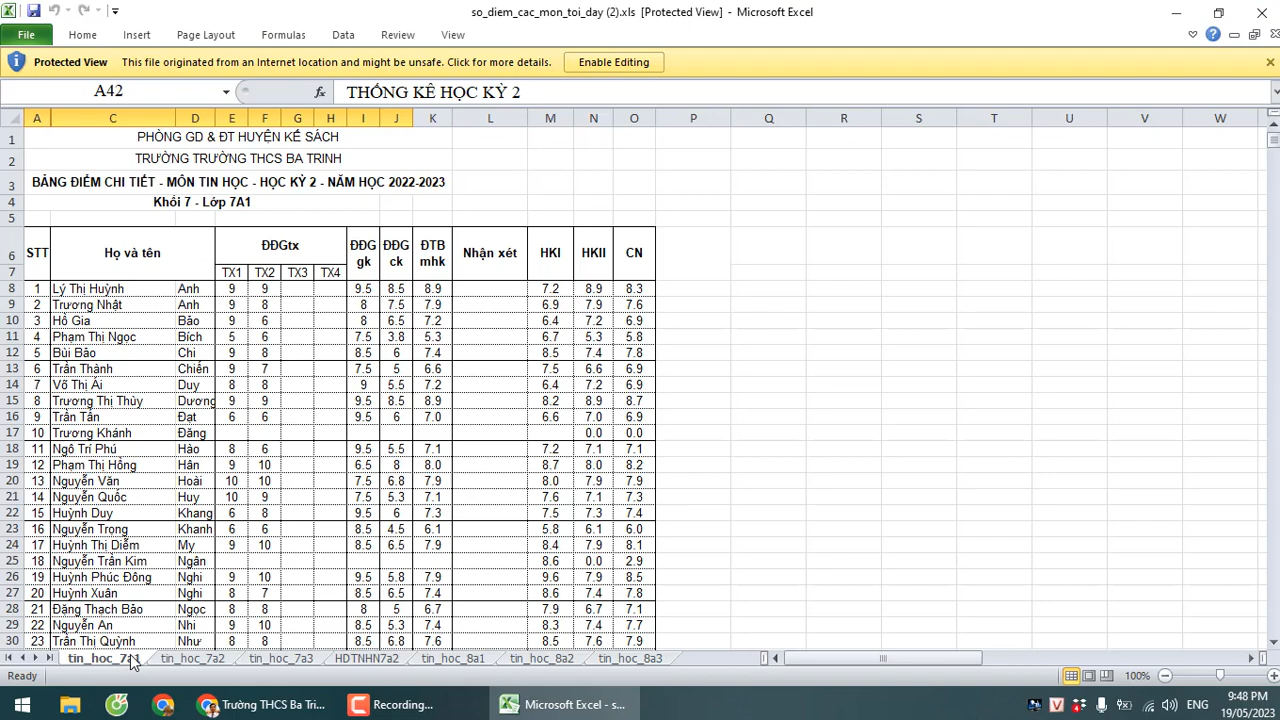 so_diem_cac_mon_toi_day (2).xls [Protected View] - Microsoft Excel
File Home Insert Page Layout Formulas Data Review View
Protected View This file originated from an Internet location and might be unsafe. Click for more details. Enable Editing
A42 fx THỐNG KÊ HỌC KỲ 2
A C D E F G H I J K L M N O P Q R S T U V W
1 PHÒNG GD & ĐT HUYỆN KẾ SÁCH
2 TRƯỜNG TRƯỜNG THCS BA TRINH
3 BẢNG ĐIỂM CHI TIẾT - MÔN TIN HỌC - HỌC KỲ 2 - NĂM HỌC 2022-2023
4 Khối 7 - Lớp 7A1
5
6 STT Họ và tên ĐĐGtx ĐĐG gk ĐĐG ck ĐTB mhk Nhận xét HKI HKII CN
7 TX1 TX2 TX3 TX4
8 1 Lý Thị Huỳnh Anh 9 9 9.5 8.5 8.9 7.2 8.9 8.3
9 2 Trương Nhật Anh 9 8 8 7.5 7.9 6.9 7.9 7.6
10 3 Hồ Gia Bảo 9 6 8 6.5 7.2 6.4 7.2 6.9
11 4 Phạm Thị Ngọc Bích 5 6 7.5 3.8 5.3 6.7 5.3 5.8
12 5 Bùi Bảo Chi 9 8 8.5 6 7.4 8.5 7.4 7.8
13 6 Trần Thành Chiến 9 7 7.5 5 6.6 7.5 6.6 6.9
14 7 Võ Thị Ái Duy 8 8 9 5.5 7.2 6.4 7.2 6.9
15 8 Trương Thị Thủy Dương 9 9 9.5 8.5 8.9 8.2 8.9 8.7
16 9 Trần Tấn Đạt 6 6 9.5 6 7.0 6.6 7.0 6.9
17 10 Trương Khánh Đăng 0.0 0.0
18 11 Ngô Trí Phú Hào 8 6 9.5 5.5 7.1 7.2 7.1 7.1
19 12 Phạm Thị Hồng Hân 9 10 6.5 8 8.0 8.7 8.0 8.2
20 13 Nguyễn Văn Hoài 10 10 7.5 6.8 7.9 8.0 7.9 7.9
21 14 Nguyễn Quốc Huy 10 9 7.5 5.3 7.1 7.6 7.1 7.3
22 15 Huỳnh Duy Khang 6 8 9.5 6 7.3 7.5 7.3 7.4
23 16 Nguyễn Trọng Khanh 6 6 8.5 4.5 6.1 5.8 6.1 6.0
24 17 Huỳnh Thị Diễm My 9 10 8.5 6.5 7.9 8.4 7.9 8.1
25 18 Nguyễn Trần Kim Ngân 8.6 0.0 2.9
26 19 Huỳnh Phúc Đông Nghi 9 10 9.5 5.8 7.9 9.6 7.9 8.5
27 20 Huỳnh Xuân Nghi 8 7 8.5 6.5 7.4 8.6 7.4 7.8
28 21 Đặng Thạch Bảo Ngọc 8 8 8 5 6.7 7.9 6.7 7.1
29 22 Nguyễn An Nhi 9 10 8.5 5.3 7.4 8.3 7.4 7.7
30 23 Trần Thị Quỳnh Như 8 8 8.5 6.8 7.6 8.6 7.6 7.9
tin_hoc_7a1 tin_hoc_7a2 tin_hoc_7a3 HDTNHN7a2 tin_hoc_8a1 tin_hoc_8a2 tin_hoc_8a3
Ready 100%
Trường THCS Ba Tri... Recording... Microsoft Excel - s... 9:48 PM
19/05/2023